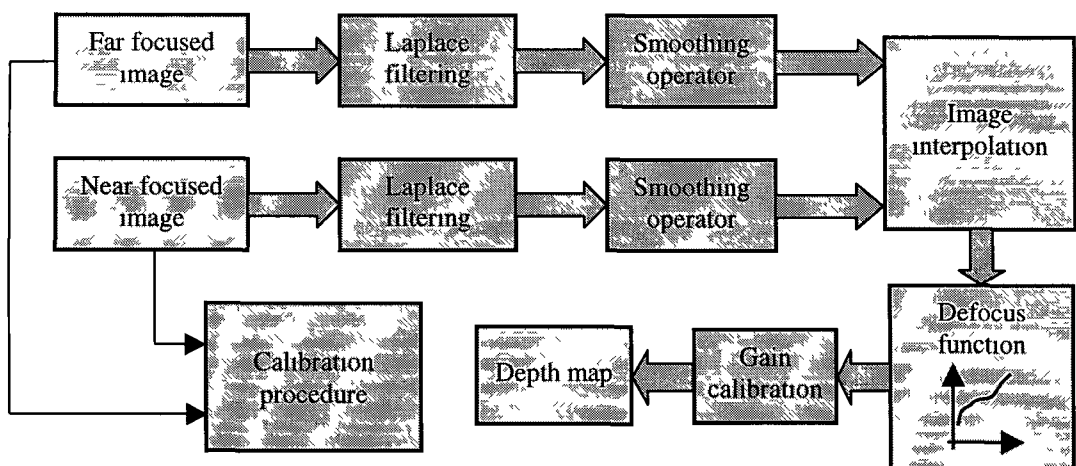 Far focused
image
Laplace
filtering
Smoothing
operator
Image
interpolation
Near focused
image
Laplace
filtering
Smoothing
operator
Calibration
procedure
Depth map
Gain
calibration
Defocus
function